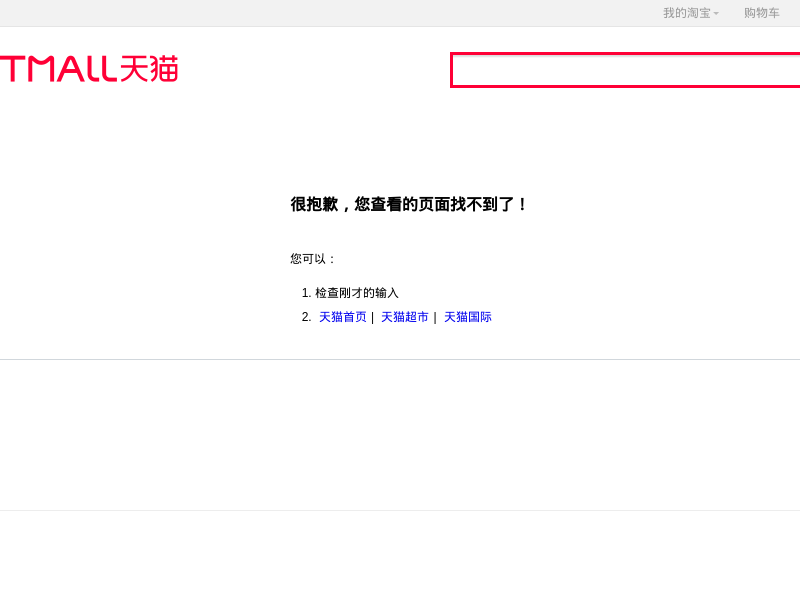 我的淘宝 购物车
TMALL天猫
很抱歉，您查看的页面找不到了！
您可以：
1. 检查刚才的输入
2. 天猫首页 | 天猫超市 | 天猫国际